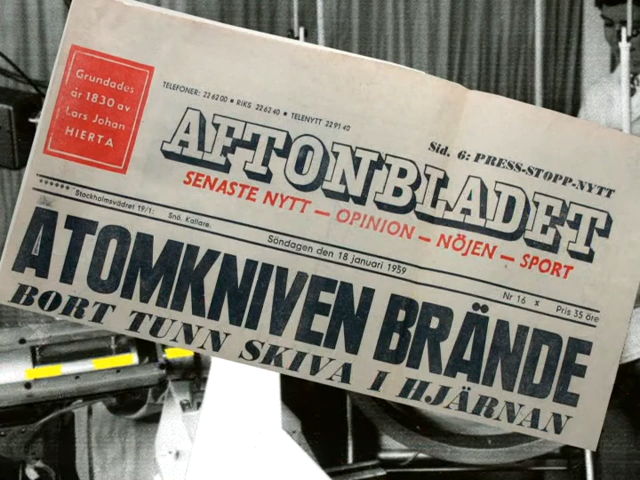 Grundades
år 1830 av
Lars Johan
HIERTA
TELEFONER: 22 62 00 ▪ RIKS 22 62 40 ▪ TELENYTT 22 91 40
Sid. 6: PRESS-STOPP-NYTT
AFTONBLADET
SENASTE NYTT — OPINION — NÖJEN — SPORT
Stockholmsvädret 19/1: Snö. Kallare. Söndagen den 18 januari 1959 Nr 16 x Pris 35 öre
ATOMKNIVEN BRÄNDE
BORT TUNN SKIVA I HJÄRNAN